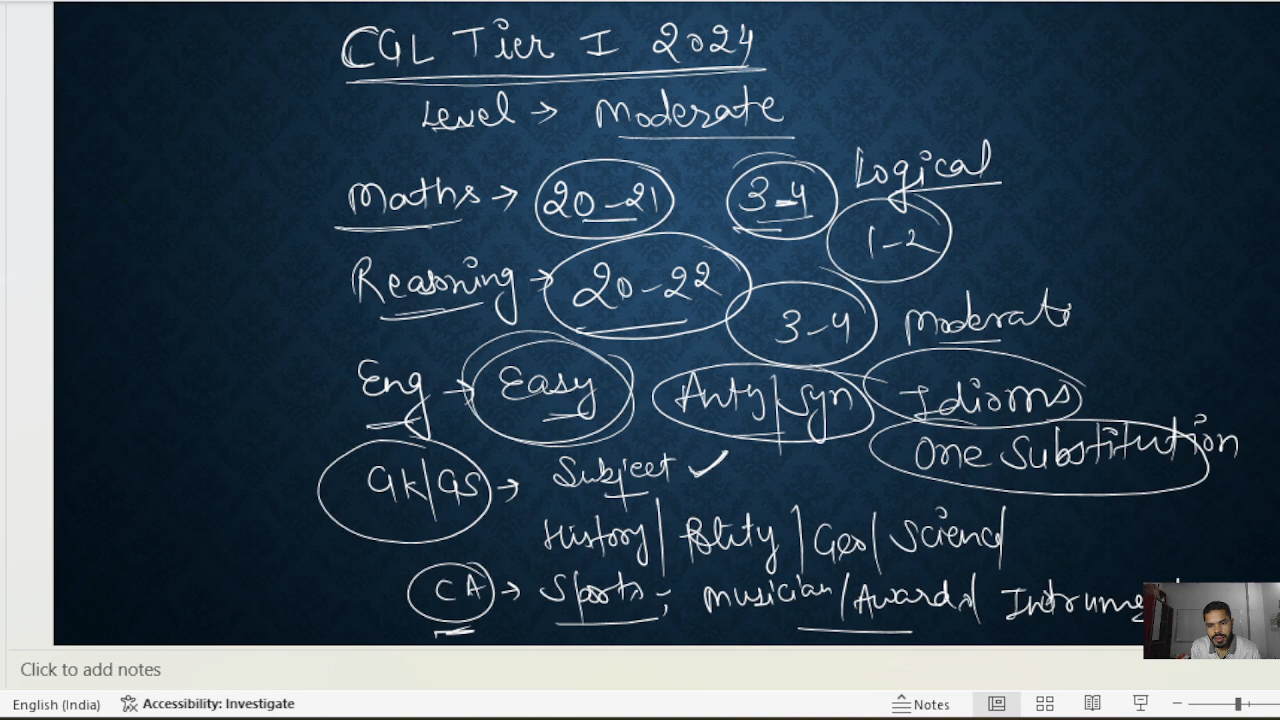 CGL Tier I 2024
Level → Moderate
Maths → 20-21 3-4 Logical
1-2
Reasoning → 20-22
3-4 Moderate
Eng → Easy Anty/Syn Idioms
One Substitution
GK/GS → Subject ✓
History | Polity | Geo | Science
CA → Sports, Musician / Awards /
Click to add notes
English (India) Accessibility: Investigate Notes